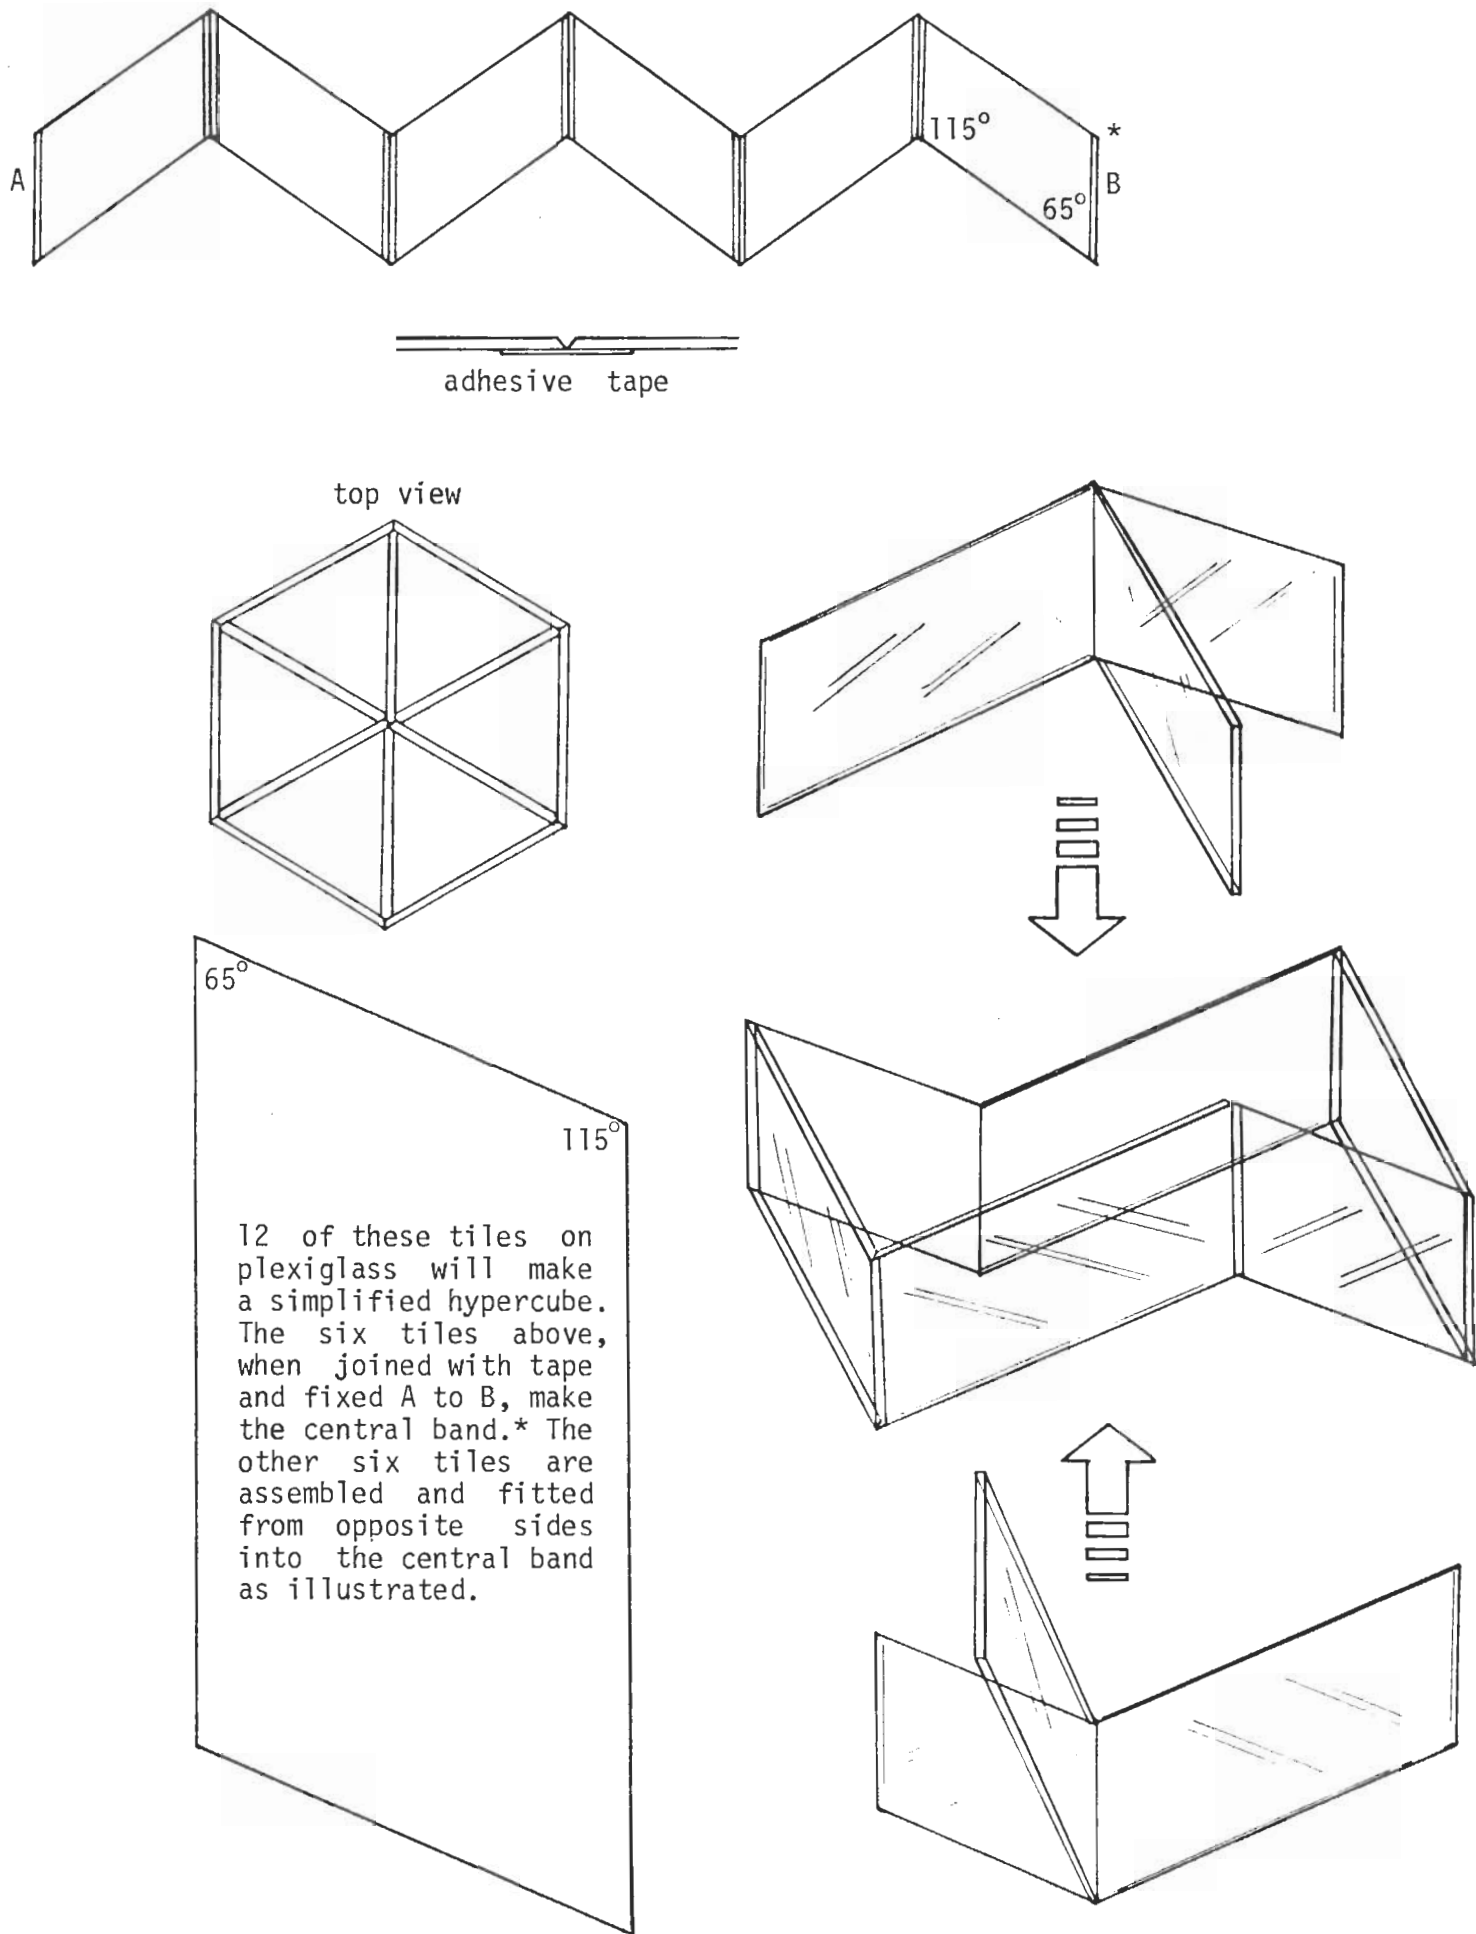 A
115°
*
B
65°
adhesive tape
top view
65°
115°
12 of these tiles on
plexiglass will make
a simplified hypercube.
The six tiles above,
when joined with tape
and fixed A to B, make
the central band.* The
other six tiles are
assembled and fitted
from opposite sides
into the central band
as illustrated.